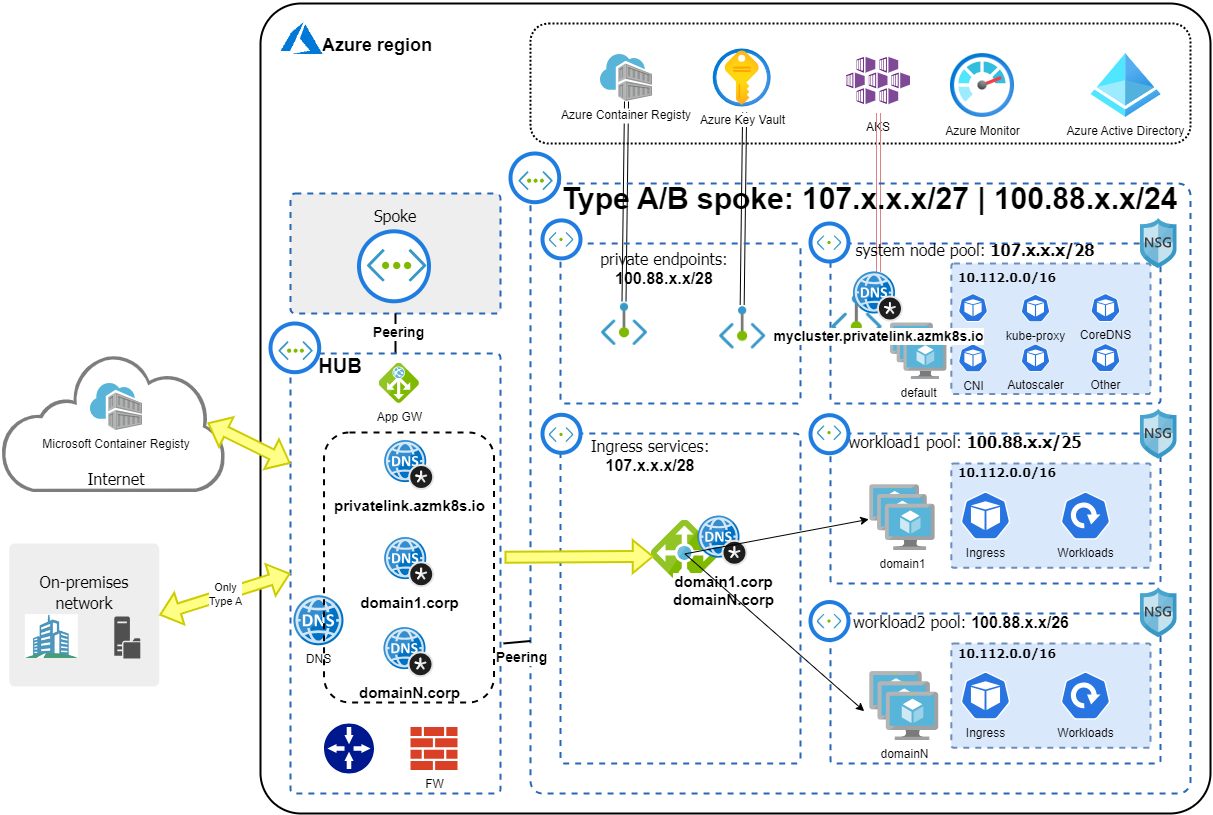 Azure region
Azure Container Registy
Azure Key Vault
AKS
Azure Monitor
Azure Active Directory
Type A/B spoke: 107.x.x.x/27 | 100.88.x.x/24
Spoke
Peering
HUB
App GW
DNS
*
privatelink.azmk8s.io
DNS
*
domain1.corp
DNS
*
domainN.corp
DNS
DNS
FW
Microsoft Container Registry
Internet
On-premises
network
Only
Type A
Peering
private endpoints:
100.88.x.x/28
Ingress services:
107.x.x.x/28
DNS
*
domain1.corp
domainN.corp
system node pool: 107.x.x.x/28
NSG
DNS
*
mycluster.privatelink.azmk8s.io
default
10.112.0.0/16
kube-proxy
CoreDNS
CNI
Autoscaler
Other
workload1 pool: 100.88.x.x/25
NSG
10.112.0.0/16
domain1
Ingress
Workloads
workload2 pool: 100.88.x.x/26
NSG
10.112.0.0/16
domainN
Ingress
Workloads